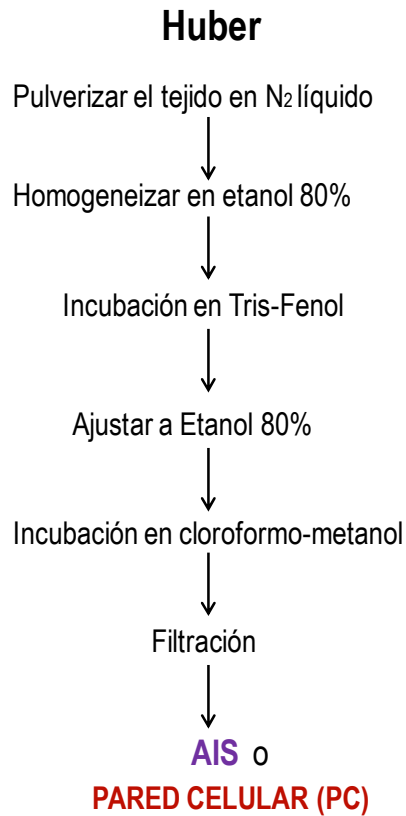 Huber
Pulverizar el tejido en N2 líquido
Homogeneizar en etanol 80%
Incubación en Tris-Fenol
Ajustar a Etanol 80%
Incubación en cloroformo-metanol
Filtración
AIS o
PARED CELULAR (PC)